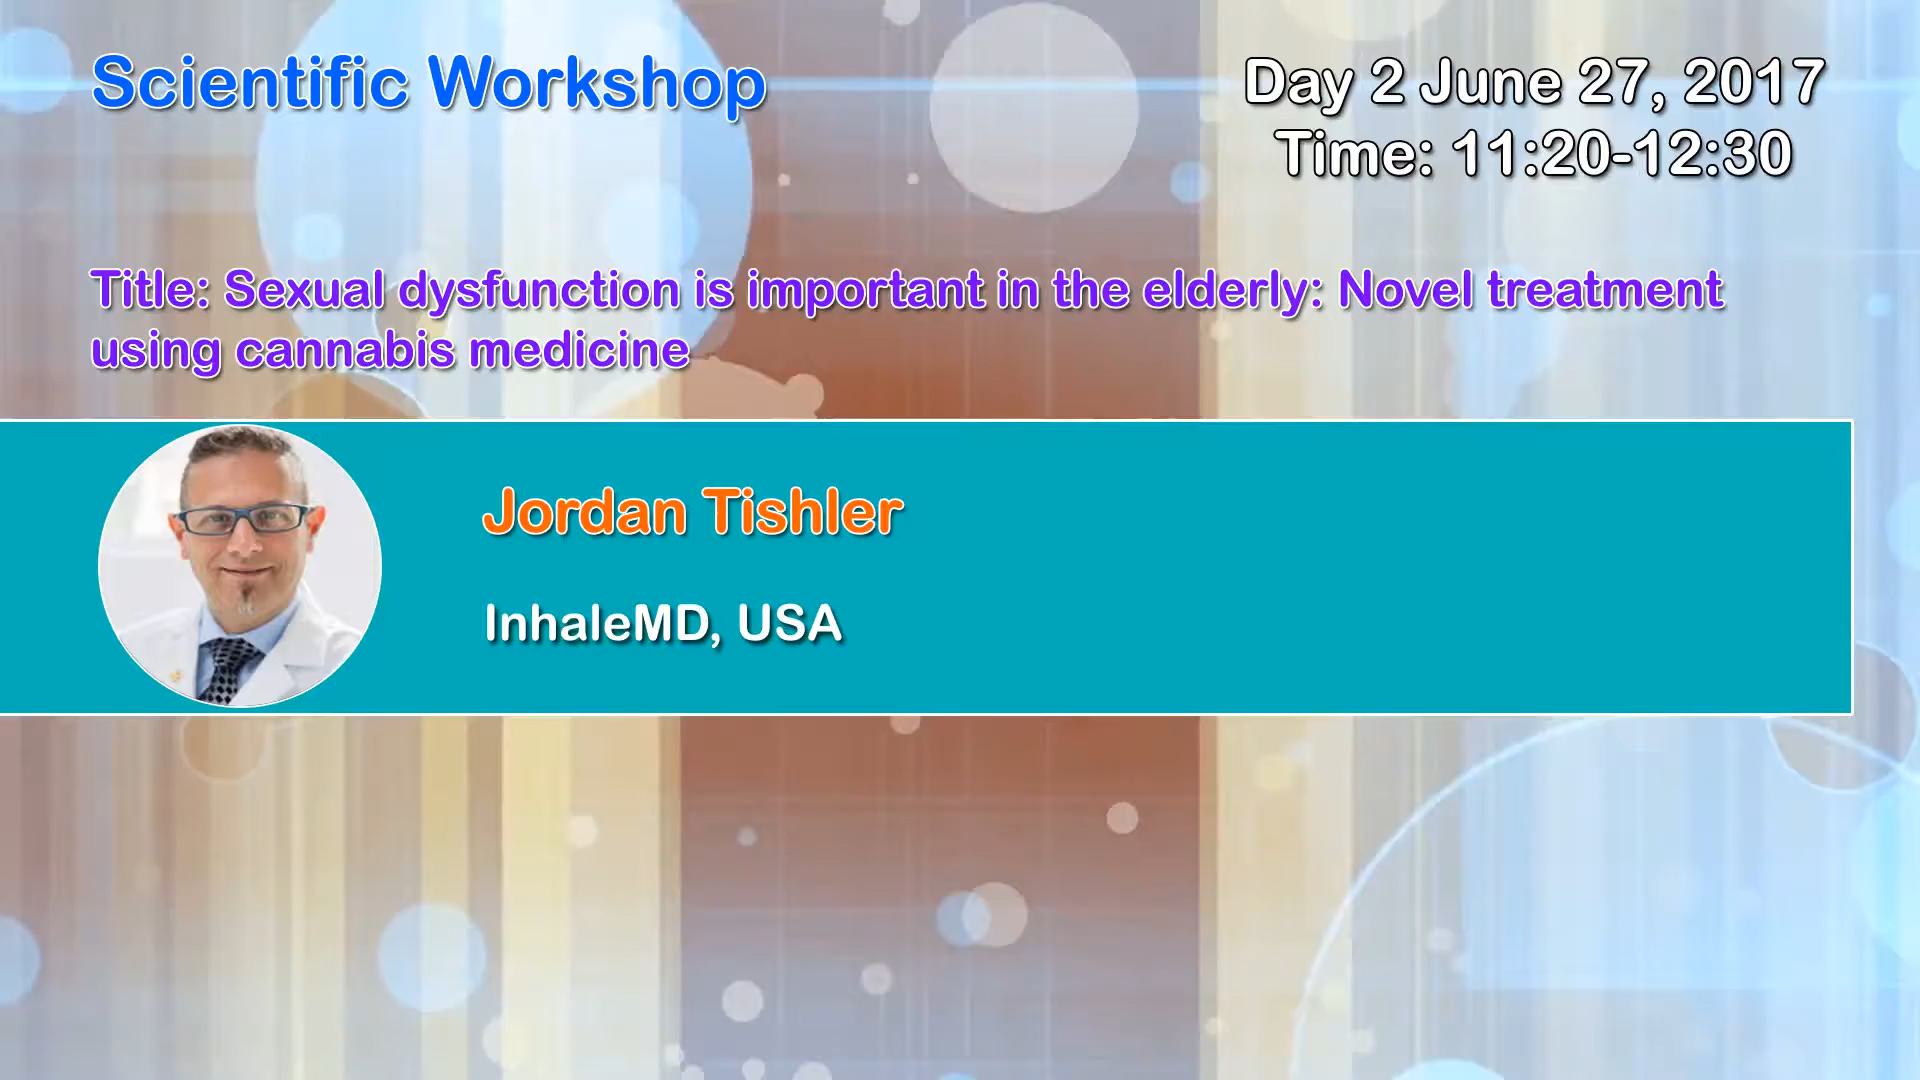 Scientific Workshop
Day 2 June 27, 2017
Time: 11:20-12:30
Title: Sexual dysfunction is important in the elderly: Novel treatment
using cannabis medicine
Jordan Tishler
InhaleMD, USA